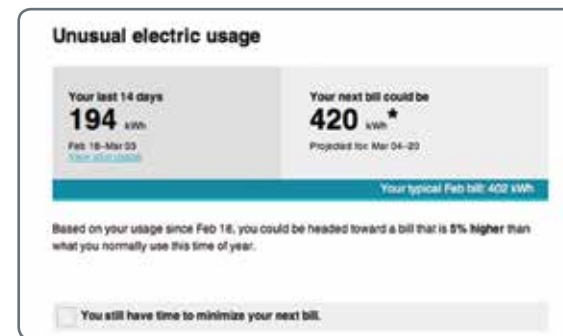 Unusual electric usage
Your last 14 days
194 kWh
Feb 18-Mar 03
View your usage
Your next bill could be
420 kWh*
Projected for Mar 04-20
Your typical Feb bill: 402 kWh
Based on your usage since Feb 18, you could be headed toward a bill that is 5% higher than
what you normally use this time of year.
You still have time to minimize your next bill.